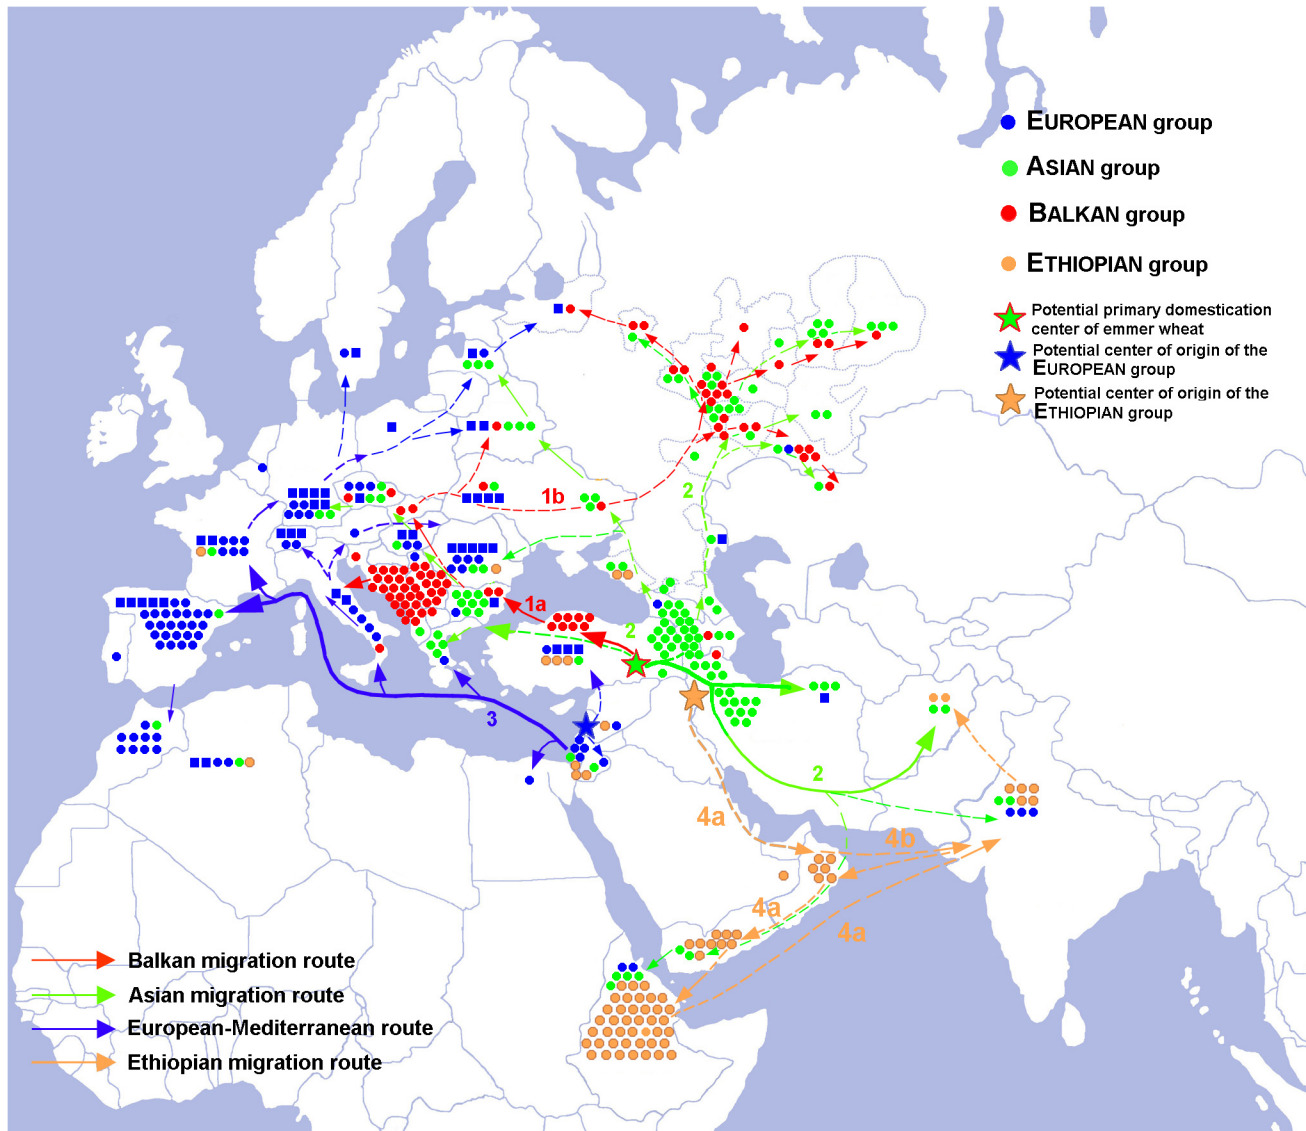 EUROPEAN group
ASIAN group
BALKAN group
ETHIOPIAN group
Potential primary domestication
center of emmer wheat
Potential center of origin of the
EUROPEAN group
Potential center of origin of the
ETHIOPIAN group
1b
2
1a
2
3
2
4a
4b
4a
4a
Balkan migration route
Asian migration route
European-Mediterranean route
Ethiopian migration route